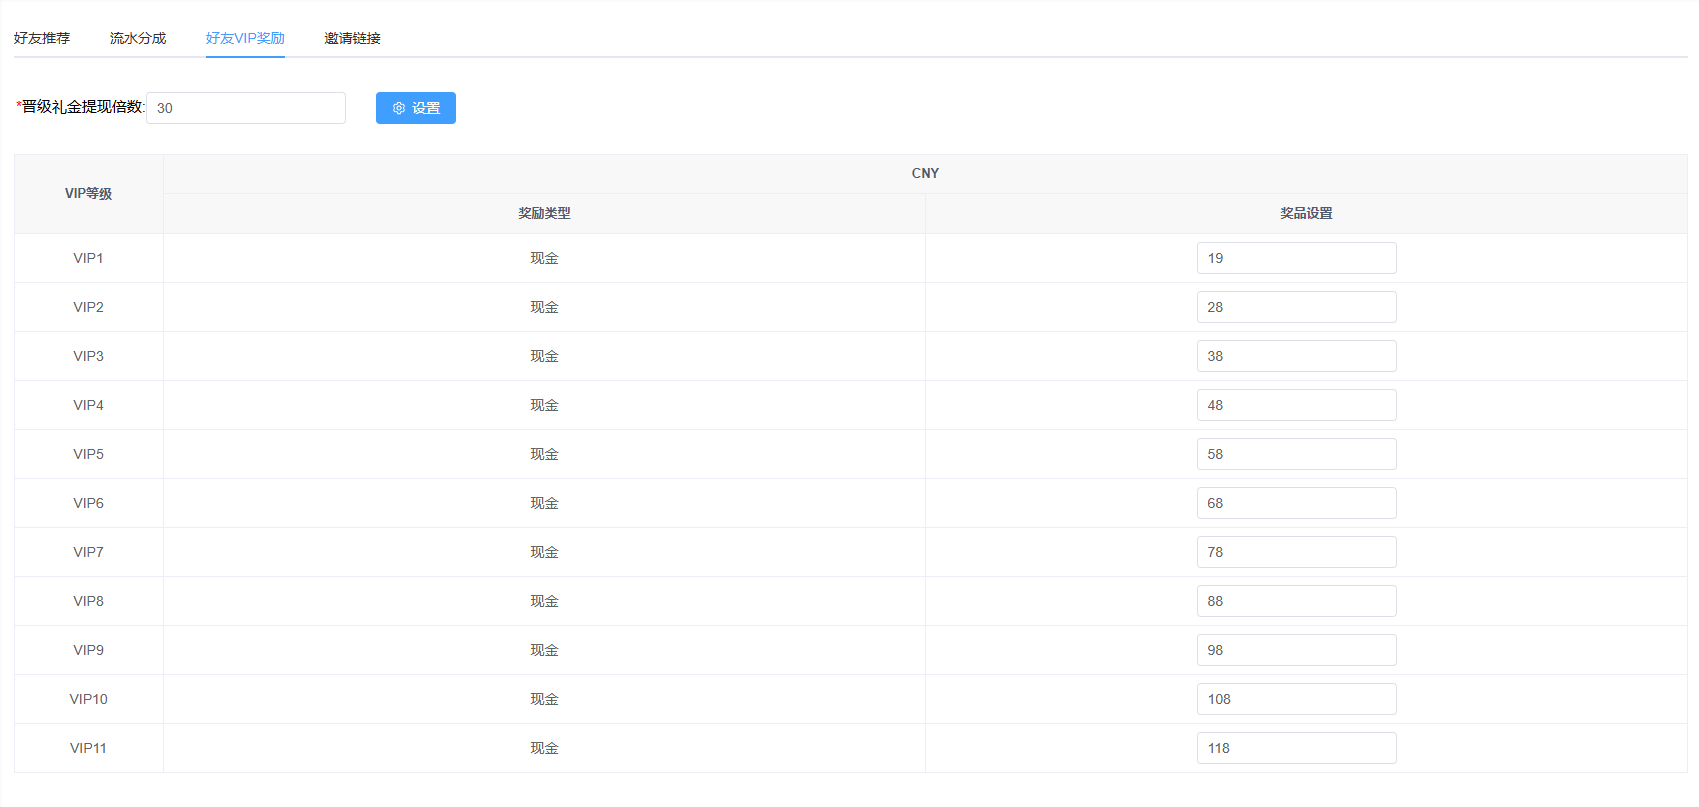 好友推荐 流水分成 好友VIP奖励 邀请链接
*晋级礼金提现倍数: 30 设置
VIP等级 CNY
奖励类型 奖品设置
VIP1 现金 19
VIP2 现金 28
VIP3 现金 38
VIP4 现金 48
VIP5 现金 58
VIP6 现金 68
VIP7 现金 78
VIP8 现金 88
VIP9 现金 98
VIP10 现金 108
VIP11 现金 118